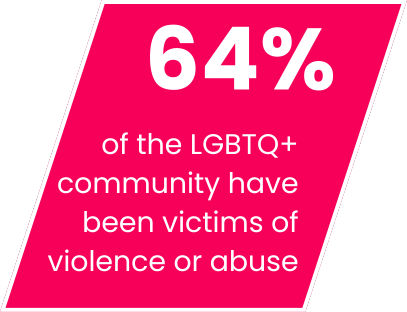 64%
of the LGBTQ+
community have
been victims of
violence or abuse